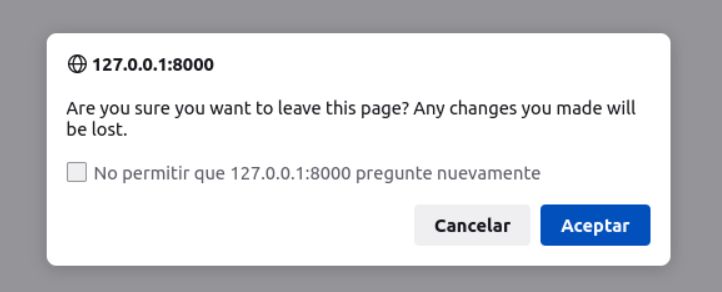 127.0.0.1:8000
Are you sure you want to leave this page? Any changes you made will
be lost.
No permitir que 127.0.0.1:8000 pregunte nuevamente
Cancelar
Aceptar